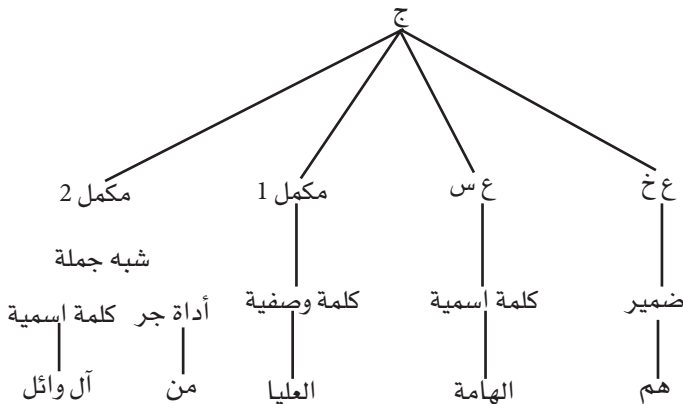 ج
ع خ ع س مكمل 1 مكمل 2
شبه جملة
ضمير كلمة اسمية كلمة وصفية أداة جر كلمة اسمية
هم الهامة العليا من آل وائل